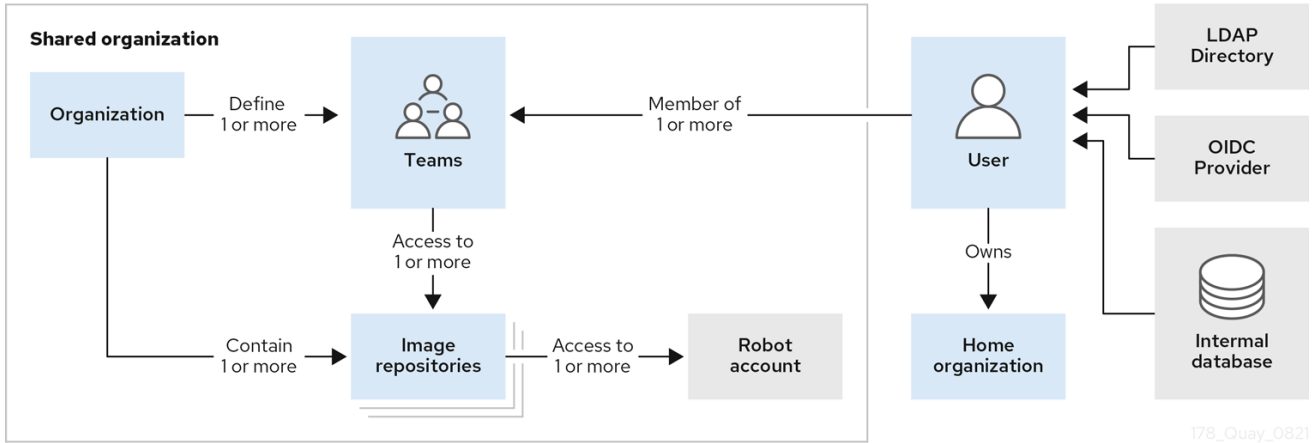 Shared organization
Organization
Define
1 or more
Teams
Member of
1 or more
User
LDAP
Directory
OIDC
Provider
Access to
1 or more
Owns
Contain
1 or more
Image
repositories
Access to
1 or more
Robot
account
Home
organization
Intermal
database
178_Quay_0821